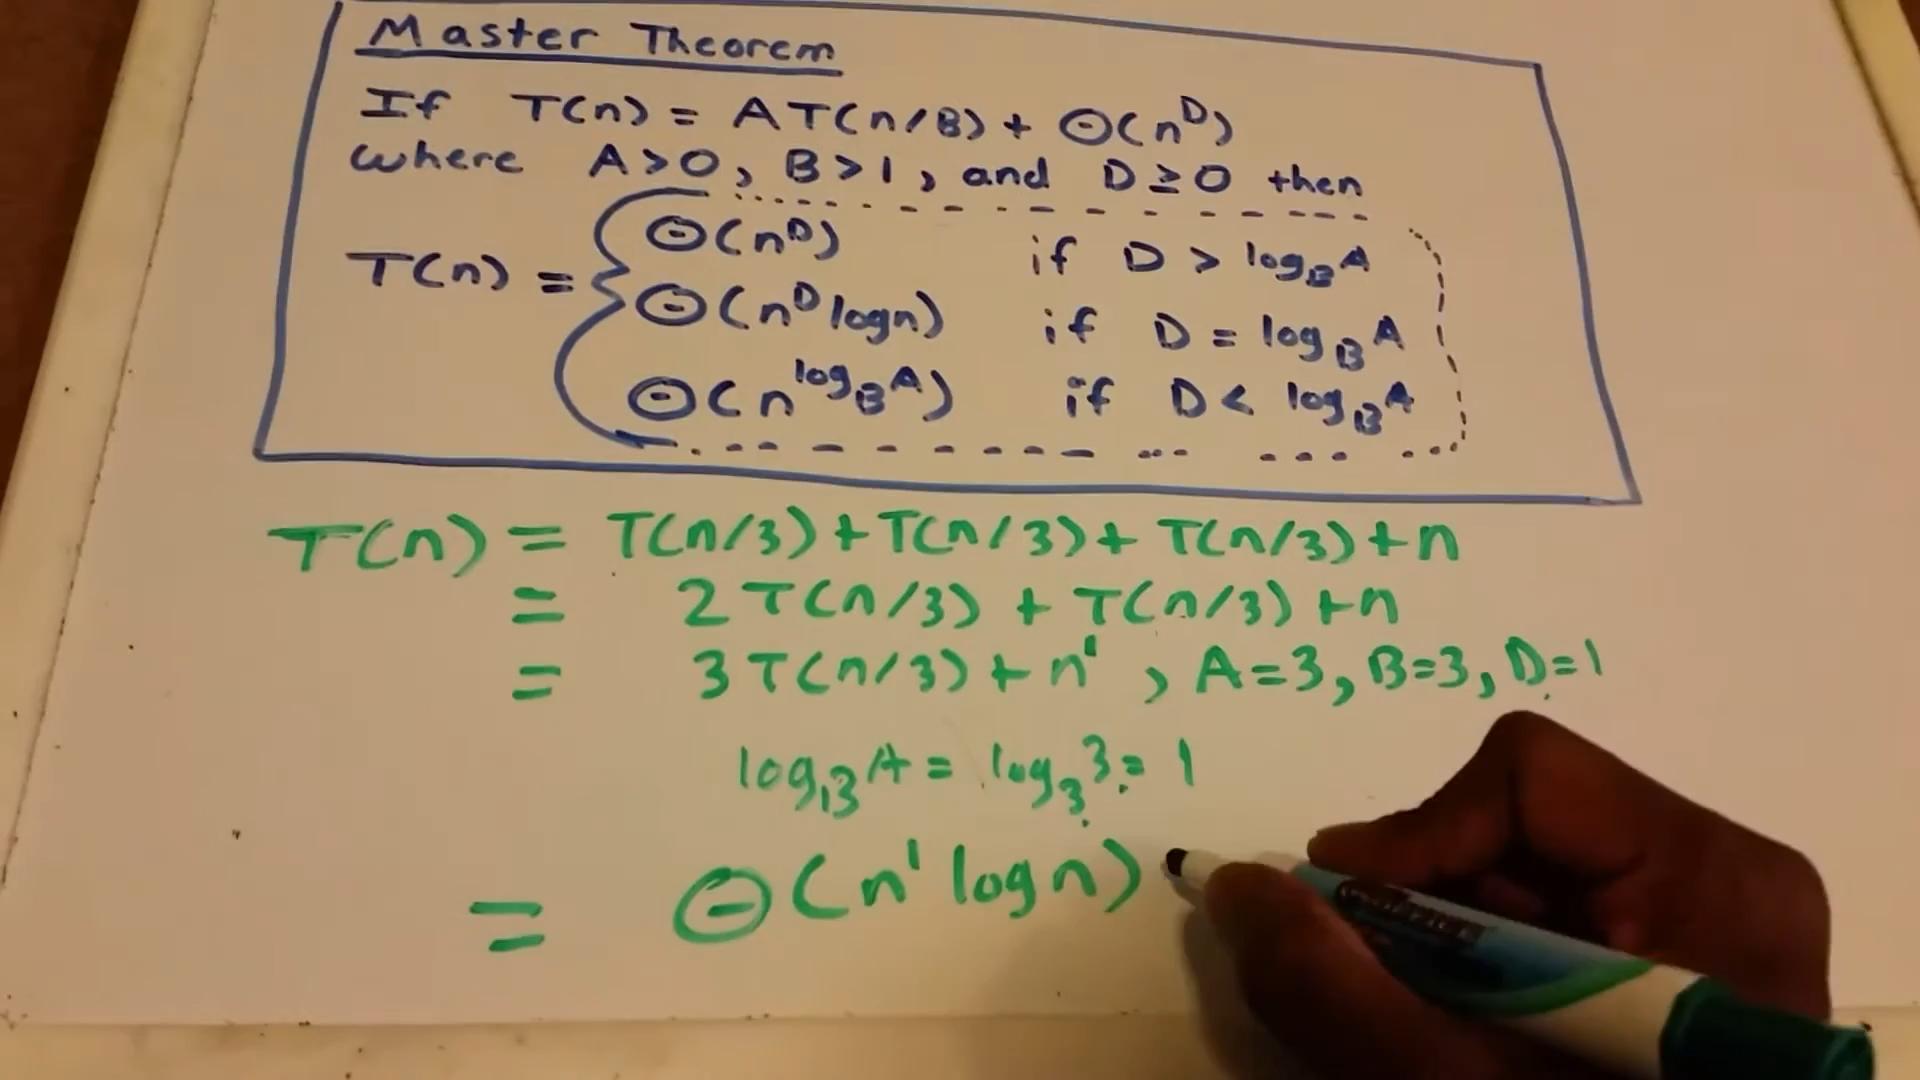 Master Theorem
If T(n) = AT(n/B) + Θ(n^D)
where A>0, B>1, and D≥0 then
T(n) = { Θ(n^D) if D > log_B A
Θ(n^D logn) if D = log_B A
Θ(n^log_B A) if D < log_B A
T(n) = T(n/3)+T(n/3)+T(n/3)+n
= 2T(n/3) + T(n/3) +n
= 3T(n/3)+n^1 , A=3, B=3, D=1
log_B A = log_3 3 = 1
= Θ(n^1 log n)